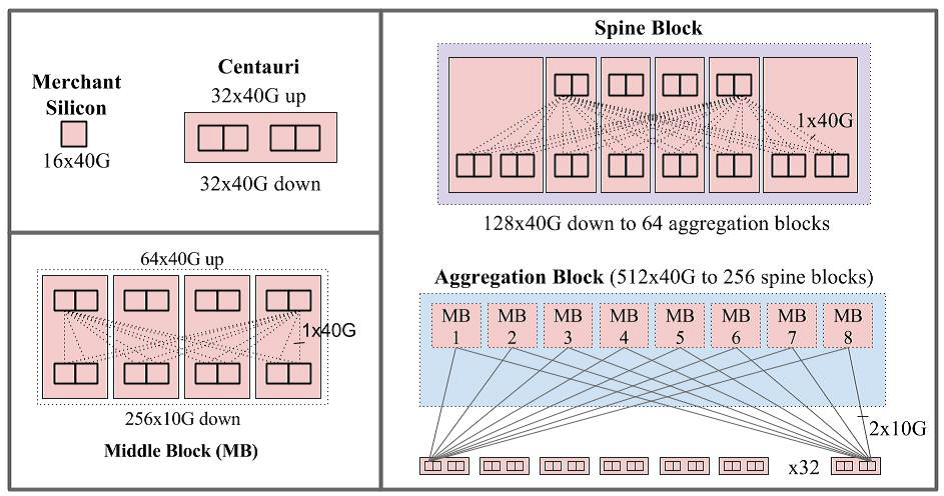 Merchant
Silicon
16x40G
Centauri
32x40G up
32x40G down
64x40G up
1x40G
256x10G down
Middle Block (MB)
Spine Block
1x40G
128x40G down to 64 aggregation blocks
Aggregation Block (512x40G to 256 spine blocks)
MB MB MB MB MB MB MB MB
1 2 3 4 5 6 7 8
2x10G
x32